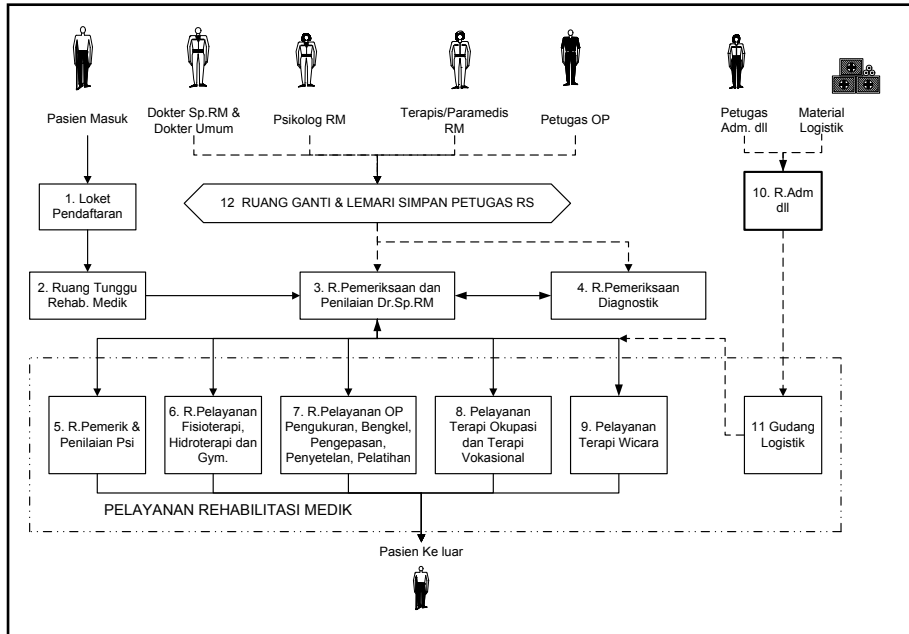 Pasien Masuk
Dokter Sp.RM &
Dokter Umum
Psikolog RM
Terapis/Paramedis
RM
Petugas OP
Petugas
Adm. dll
Material
Logistik
1. Loket
Pendaftaran
12 RUANG GANTI & LEMARI SIMPAN PETUGAS RS
10. R.Adm
dll
2. Ruang Tunggu
Rehab. Medik
3. R.Pemeriksaan dan
Penilaian Dr.Sp.RM
4. R.Pemeriksaan
Diagnostik
5. R.Pemerik &
Penilaian Psi
6. R.Pelayanan
Fisioterapi,
Hidroterapi dan
Gym.
7. R.Pelayanan OP
Pengukuran, Bengkel,
Pengepasan,
Penyetelan, Pelatihan
8. Pelayanan
Terapi Okupasi
dan Terapi
Vokasional
9. Pelayanan
Terapi Wicara
11 Gudang
Logistik
PELAYANAN REHABILITASI MEDIK
Pasien Ke luar